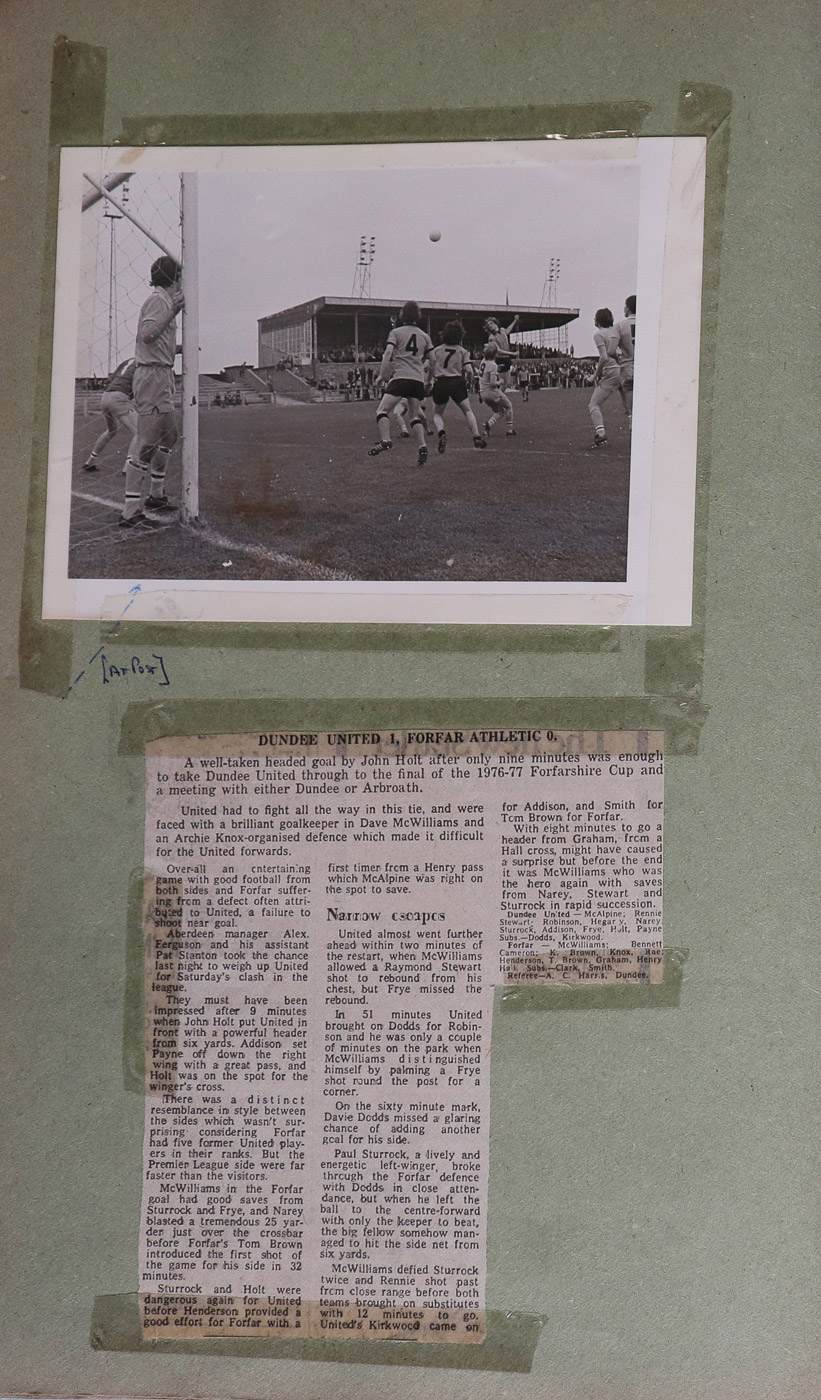 4
7
[At Post]
DUNDEE UNITED 1, FORFAR ATHLETIC 0.
A well-taken headed goal by John Holt after only nine minutes was enough
to take Dundee United through to the final of the 1976-77 Forfarshire Cup and
a meeting with either Dundee or Arbroath.
United had to fight all the way in this tie, and were
faced with a brilliant goalkeeper in Dave McWilliams and
an Archie Knox-organised defence which made it difficult
for the United forwards.
Over-all an entertaining
game with good football from
both sides and Forfar suffer-
ing from a defect often attri-
buted to United, a failure to
shoot near goal.
Aberdeen manager Alex.
Ferguson and his assistant
Pat Stanton took the chance
last night to weigh up United
for Saturday's clash in the
league.
They must have been
impressed after 9 minutes
when John Holt put United in
front with a powerful header
from six yards. Addison set
Payne off down the right
wing with a great pass, and
Holt was on the spot for the
winger's cross.
There was a distinct
resemblance in style between
the sides which wasn't sur-
prising considering Forfar
had five former United play-
ers in their ranks. But the
Premier League side were far
faster than the visitors.
McWilliams in the Forfar
goal had good saves from
Sturrock and Frye, and Narey
blasted a tremendous 25 yar-
der just over the crossbar
before Forfar's Tom Brown
introduced the first shot of
the game for his side in 32
minutes.
Sturrock and Holt were
dangerous again for United
before Henderson provided a
good effort for Forfar with a
first timer from a Henry pass
which McAlpine was right on
the spot to save.
Narrow escapes
United almost went further
ahead within two minutes of
the restart, when McWilliams
allowed a Raymond Stewart
shot to rebound from his
chest, but Frye missed the
rebound.
In 51 minutes United
brought on Dodds for Robin-
son and he was only a couple
of minutes on the park when
McWilliams distinguished
himself by palming a Frye
shot round the post for a
corner.
On the sixty minute mark,
Davie Dodds missed a glaring
chance of adding another
goal for his side.
Paul Sturrock, a lively and
energetic left-winger, broke
through the Forfar defence
with Dodds in close atten-
dance, but when he left the
ball to the centre-forward
with only the keeper to beat,
the big fellow somehow man-
aged to hit the side net from
six yards.
McWilliams defied Sturrock
twice and Rennie shot past
from close range before both
teams brought on substitutes
with 12 minutes to go.
United's Kirkwood came on
for Addison, and Smith for
Tom Brown for Forfar.
With eight minutes to go a
header from Graham, from a
Hall cross, might have caused
a surprise but before the end
it was McWilliams who was
the hero again with saves
from Narey, Stewart and
Sturrock in rapid succession.
Dundee United — McAlpine; Rennie
Stewart; Robinson, Hegarty, Narey
Sturrock, Addison, Frye, Holt, Payne
Subs.—Dodds, Kirkwood.
Forfar — McWilliams; Bennett
Cameron; K. Brown, Knox, Rae;
Henderson, T. Brown, Graham, Henry
Hall. Subs.—Clark, Smith.
Referee—A. C. Harris, Dundee.